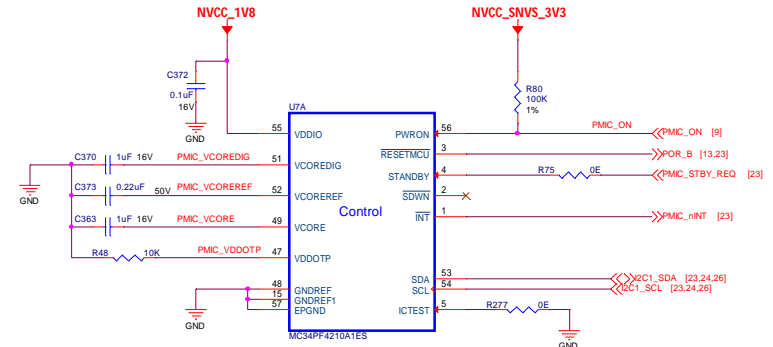 NVCC_1V8
NVCC_SNVS_3V3
C372
0.1uF
16V
GND
R80
100K
1%
U7A
PMIC_ON
55 VDDIO
PWRON 56
PMIC_ON [9]
C370 1uF 16V PMIC_VCOREDIG 51 VCOREDIG
RESETMCU 3
POR_B [13,23]
STANDBY 4 R75 0E PMIC_STBY_REQ [23]
C373 0.22uF 50V PMIC_VCOREREF 52 VCOREREF
SDWN 2
GND
Control
C363 1uF 16V PMIC_VCORE 49 VCORE
INT 1 PMIC_nINT [23]
R48 10K PMIC_VDDOTP 47 VDDOTP
SDA 53 I2C1_SDA [23,24,26]
SCL 54 I2C1_SCL [23,24,26]
48 GNDREF
15 GNDREF1
57 EPGND
ICTEST 5 R277 0E
GND
GND
MC34PF4210A1ES